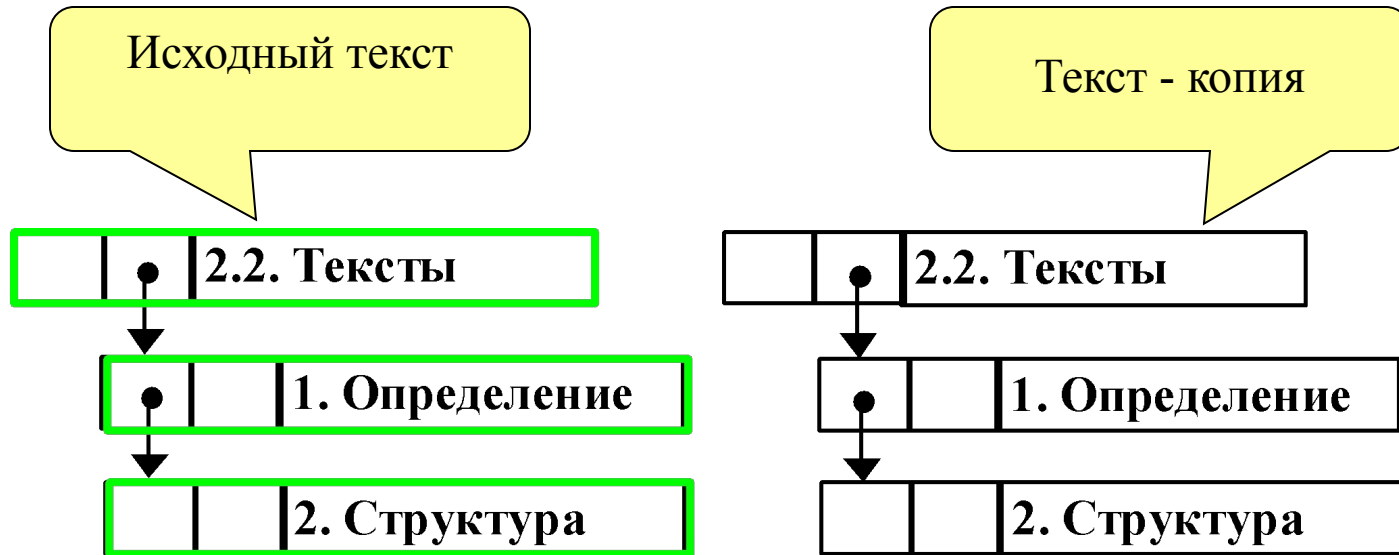 Исходный текст
Текст - копия
2.2. Тексты
2.2. Тексты
1. Определение
1. Определение
2. Структура
2. Структура